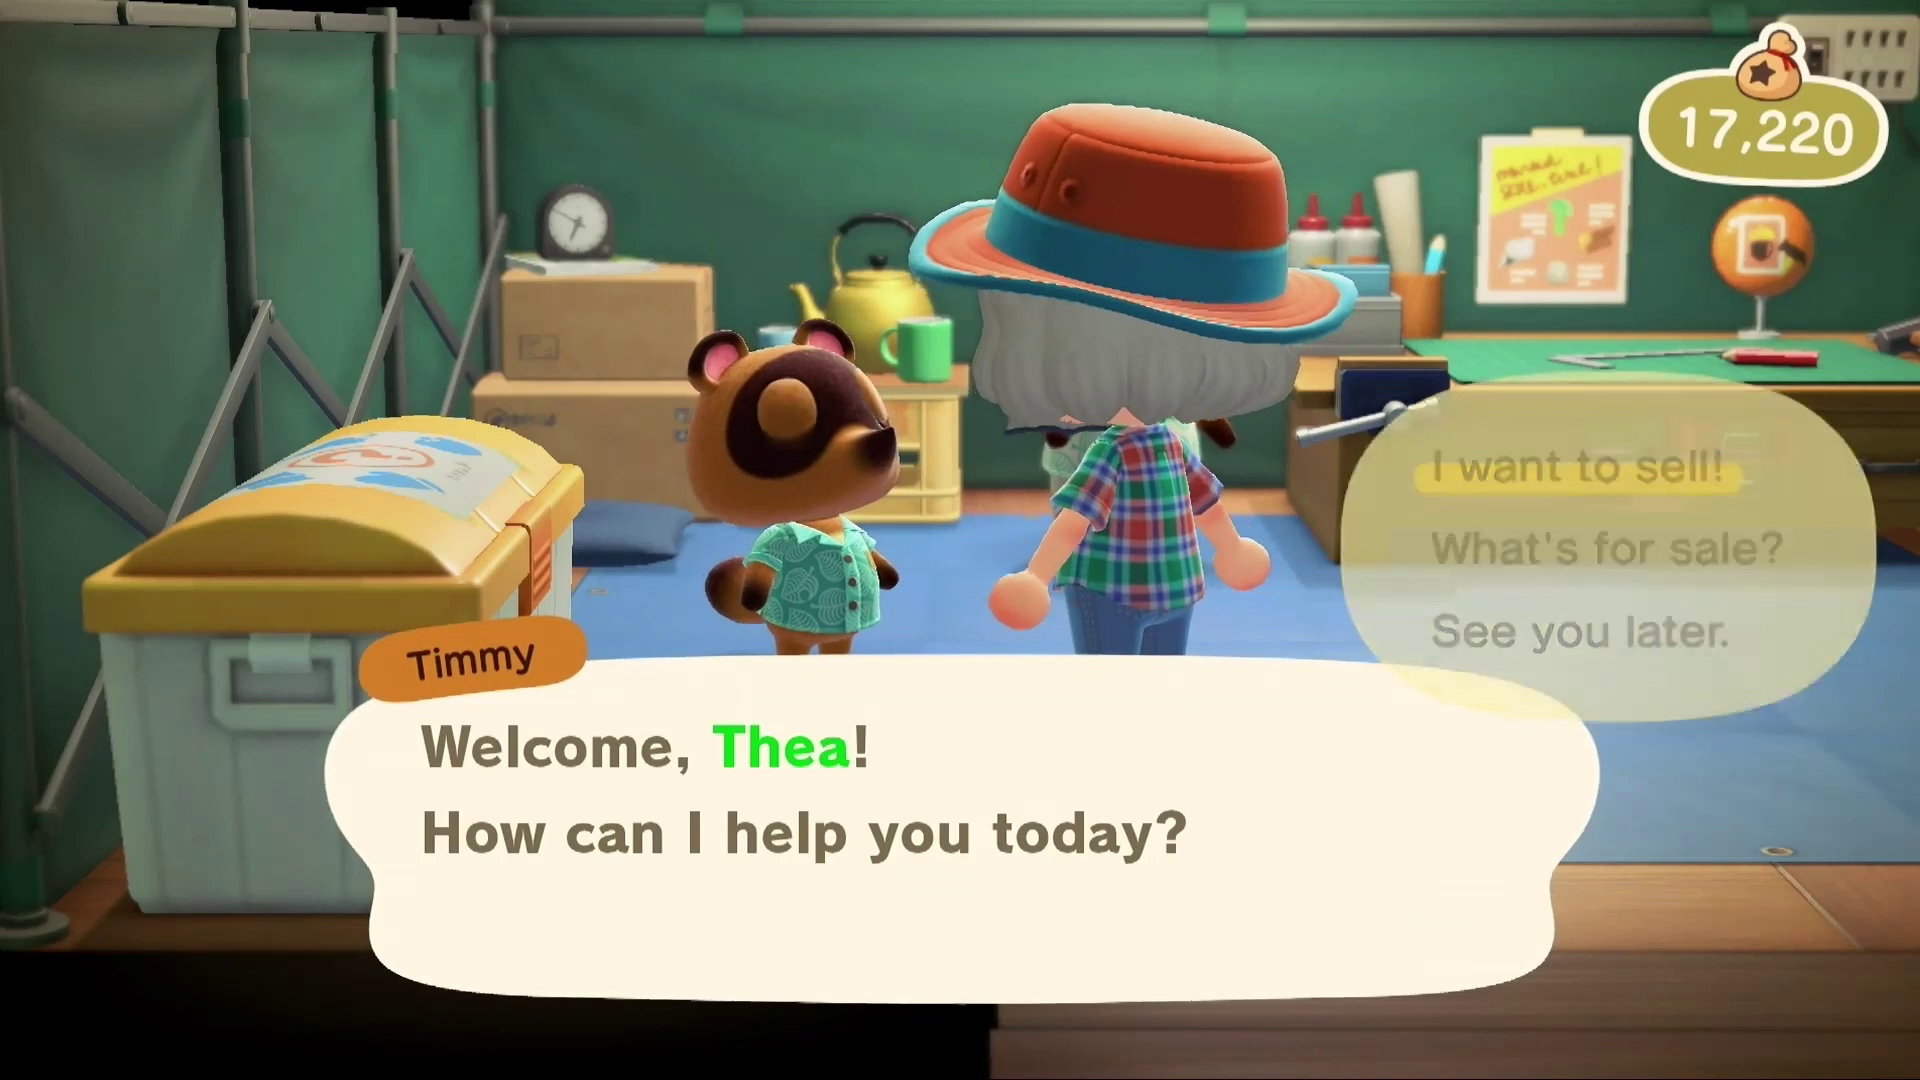 17,220
I want to sell!
What's for sale?
See you later.
Timmy
Welcome, Thea!
How can I help you today?